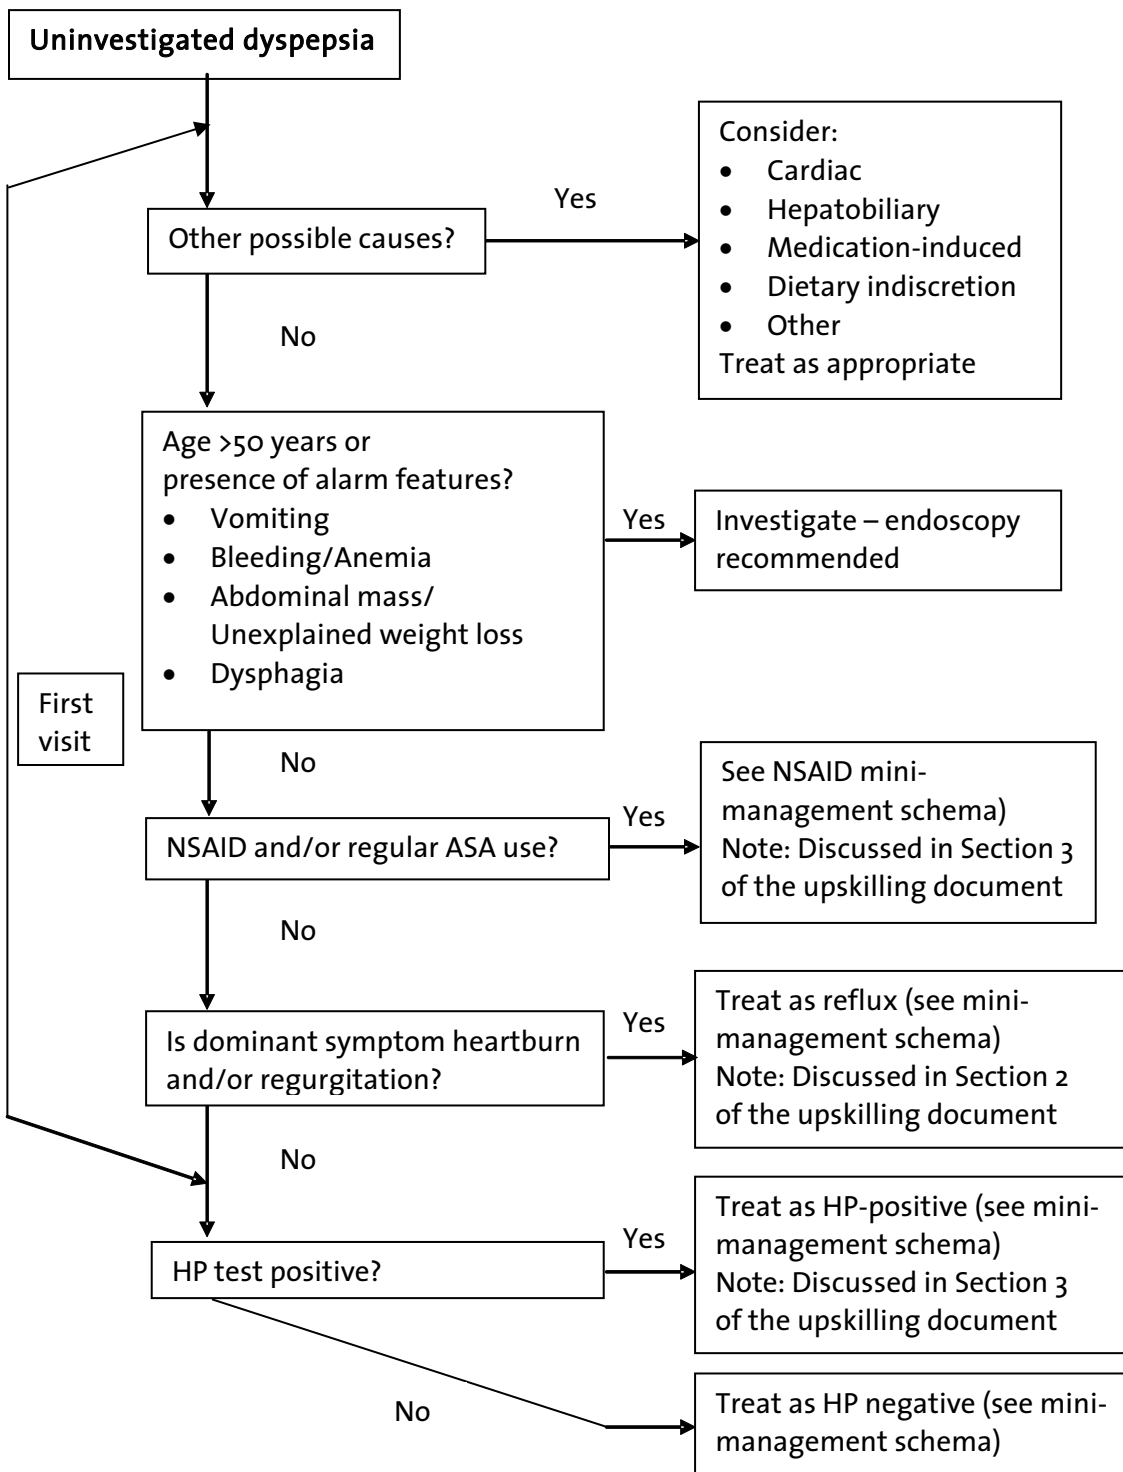 Uninvestigated dyspepsia
Other possible causes?
Yes
Consider:
• Cardiac
• Hepatobiliary
• Medication-induced
• Dietary indiscretion
• Other
Treat as appropriate
No
Age >50 years or
presence of alarm features?
• Vomiting
• Bleeding/Anemia
• Abdominal mass/
Unexplained weight loss
• Dysphagia
Yes
Investigate – endoscopy
recommended
First
visit
No
NSAID and/or regular ASA use?
Yes
See NSAID mini-
management schema)
Note: Discussed in Section 3
of the upskilling document
No
Is dominant symptom heartburn
and/or regurgitation?
Yes
Treat as reflux (see mini-
management schema)
Note: Discussed in Section 2
of the upskilling document
No
HP test positive?
Yes
Treat as HP-positive (see mini-
management schema)
Note: Discussed in Section 3
of the upskilling document
No
Treat as HP negative (see mini-
management schema)